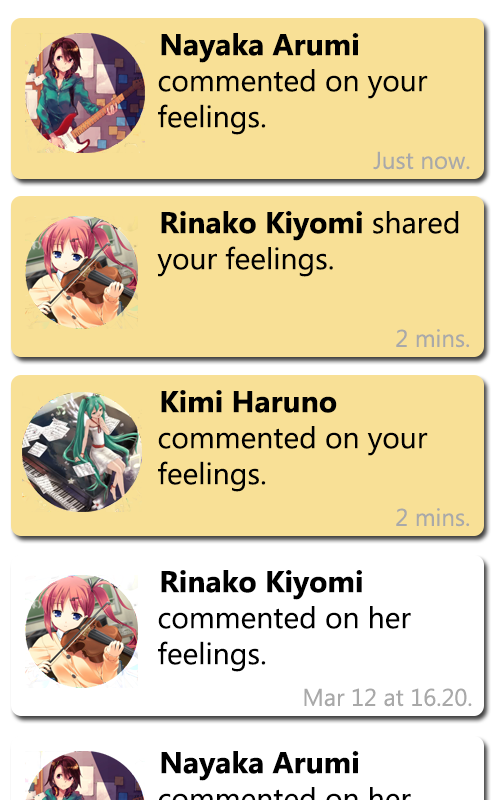 Nayaka Arumi
commented on your
feelings.
Just now.
Rinako Kiyomi shared
your feelings.
2 mins.
Kimi Haruno
commented on your
feelings.
2 mins.
Rinako Kiyomi
commented on her
feelings.
Mar 12 at 16.20.
Nayaka Arumi
commented on her